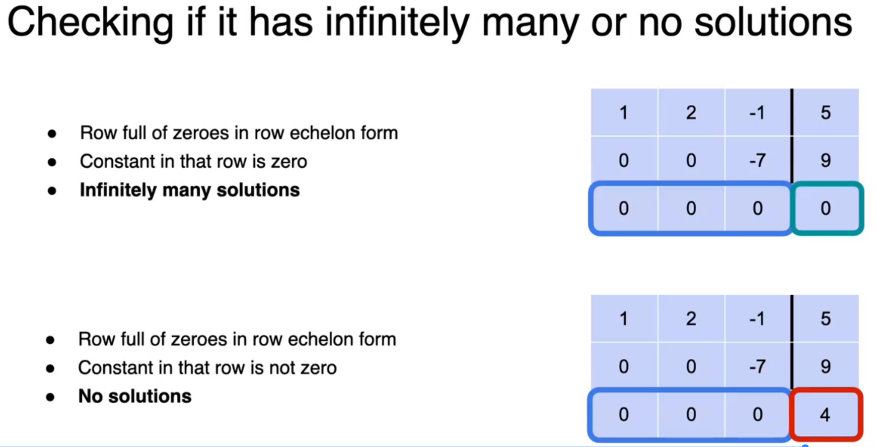 Checking if it has infinitely many or no solutions
● Row full of zeroes in row echelon form
● Constant in that row is zero
● Infinitely many solutions
1 2 -1 5
0 0 -7 9
0 0 0 0
● Row full of zeroes in row echelon form
● Constant in that row is not zero
● No solutions
1 2 -1 5
0 0 -7 9
0 0 0 4